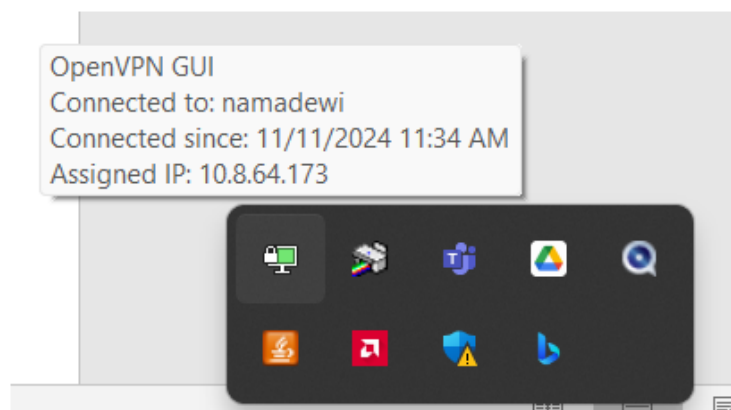 OpenVPN GUI
Connected to: namadewi
Connected since: 11/11/2024 11:34 AM
Assigned IP: 10.8.64.173